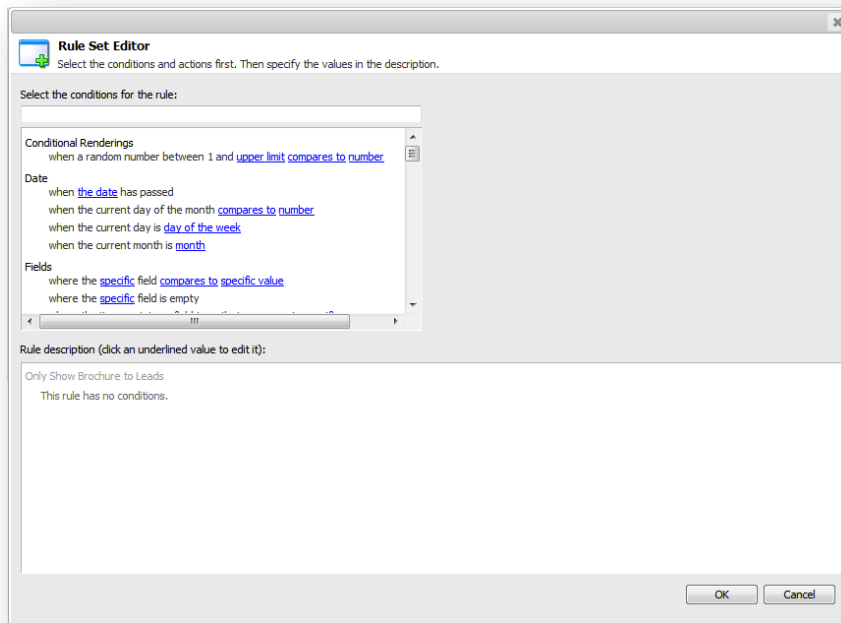 Rule Set Editor
Select the conditions and actions first. Then specify the values in the description.
Select the conditions for the rule:
Conditional Renderings
when a random number between 1 and upper limit compares to number
Date
when the date has passed
when the current day of the month compares to number
when the current day is day of the week
when the current month is month
Fields
where the specific field compares to specific value
where the specific field is empty
Rule description (click an underlined value to edit it):
Only Show Brochure to Leads
This rule has no conditions.
OK
Cancel